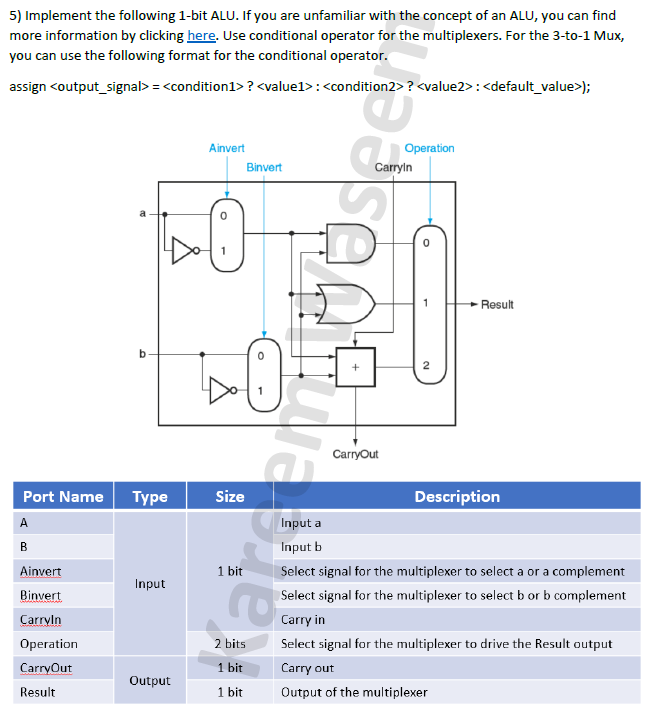 5) Implement the following 1-bit ALU. If you are unfamiliar with the concept of an ALU, you can find
more information by clicking here. Use conditional operator for the multiplexers. For the 3-to-1 Mux,
you can use the following format for the conditional operator.
assign <output_signal> = <condition1> ? <value1> : <condition2> ? <value2> : <default_value>);
Ainvert
Operation
Binvert
CarryIn
a
0
0
1
1
Result
b
0
+
2
1
CarryOut
Port Name Type Size Description
A Input a
B Input b
Ainvert 1 bit Select signal for the multiplexer to select a or a complement
Input
Binvert Select signal for the multiplexer to select b or b complement
CarryIn Carry in
Operation 2 bits Select signal for the multiplexer to drive the Result output
CarryOut 1 bit Carry out
Output
Result 1 bit Output of the multiplexer
Kareem Waseem